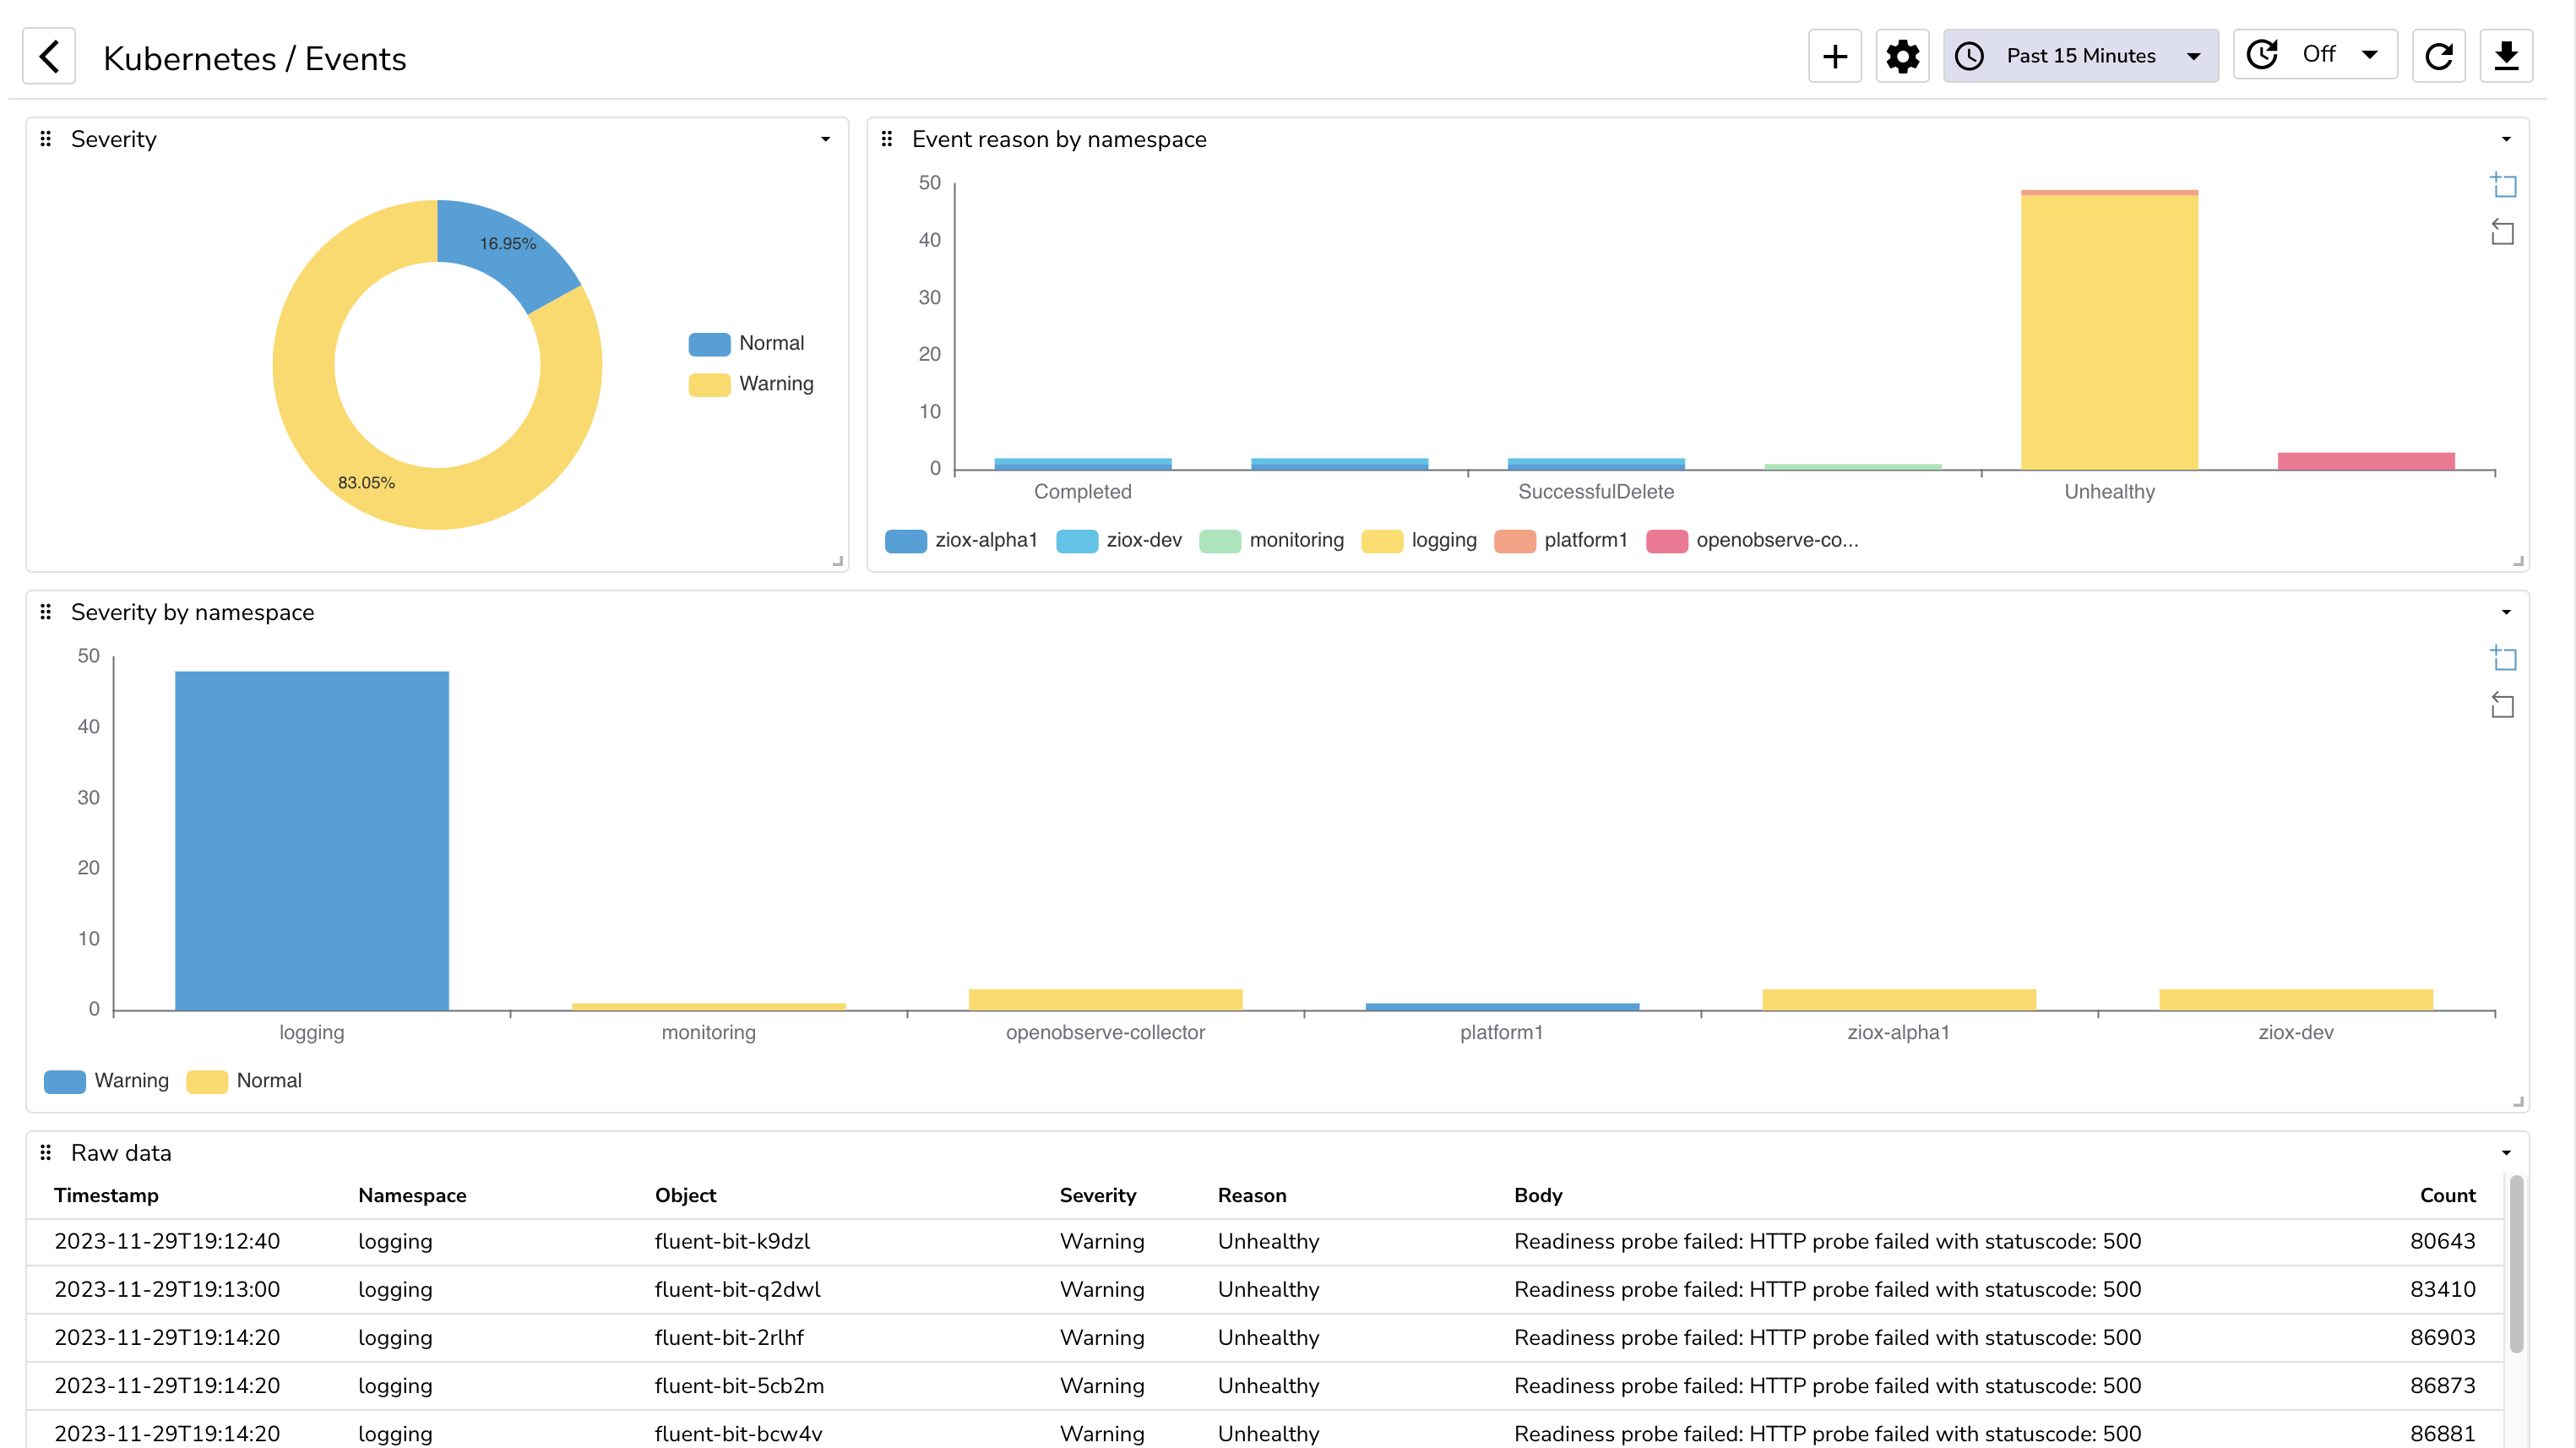 Kubernetes / Events
Past 15 Minutes
Off
Severity
16.95%
83.05%
Normal
Warning
Event reason by namespace
50
40
30
20
10
0
Completed SuccessfulDelete Unhealthy
ziox-alpha1 ziox-dev monitoring logging platform1 openobserve-co...
Severity by namespace
50
40
30
20
10
0
logging monitoring openobserve-collector platform1 ziox-alpha1 ziox-dev
Warning Normal
Raw data
Timestamp Namespace Object Severity Reason Body Count
2023-11-29T19:12:40 logging fluent-bit-k9dzl Warning Unhealthy Readiness probe failed: HTTP probe failed with statuscode: 500 80643
2023-11-29T19:13:00 logging fluent-bit-q2dwl Warning Unhealthy Readiness probe failed: HTTP probe failed with statuscode: 500 83410
2023-11-29T19:14:20 logging fluent-bit-2rlhf Warning Unhealthy Readiness probe failed: HTTP probe failed with statuscode: 500 86903
2023-11-29T19:14:20 logging fluent-bit-5cb2m Warning Unhealthy Readiness probe failed: HTTP probe failed with statuscode: 500 86873
2023-11-29T19:14:20 logging fluent-bit-bcw4v Warning Unhealthy Readiness probe failed: HTTP probe failed with statuscode: 500 86881